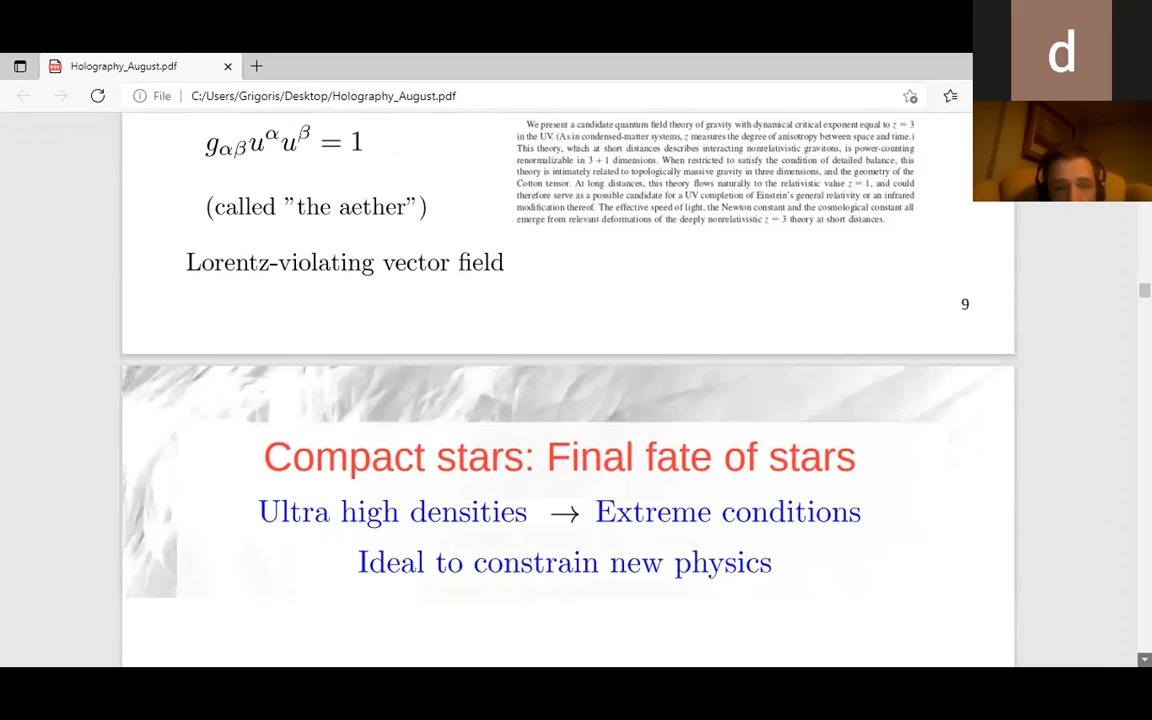 Holography_August.pdf
File
C:/Users/Grigoris/Desktop/Holography_August.pdf
d
g_{αβ}u^{α}u^{β} = 1
(called ”the aether”)
Lorentz-violating vector field
We present a candidate quantum field theory of gravity with dynamical critical exponent equal to z = 3
in the UV. (As in condensed-matter systems, z measures the degree of anisotropy between space and time.)
This theory, which at short distances describes interacting nonrelativistic gravitons, is power-counting
renormalizable in 3 + 1 dimensions. When restricted to satisfy the condition of detailed balance, this
theory is intimately related to topologically massive gravity in three dimensions, and the geometry of the
Cotton tensor. At long distances, this theory flows naturally to the relativistic value z = 1, and could
therefore serve as a possible candidate for a UV completion of Einstein's general relativity or an infrared
modification thereof. The effective speed of light, the Newton constant and the cosmological constant all
emerge from relevant deformations of the deeply nonrelativistic z = 3 theory at short distances.
9
Compact stars: Final fate of stars
Ultra high densities → Extreme conditions
Ideal to constrain new physics